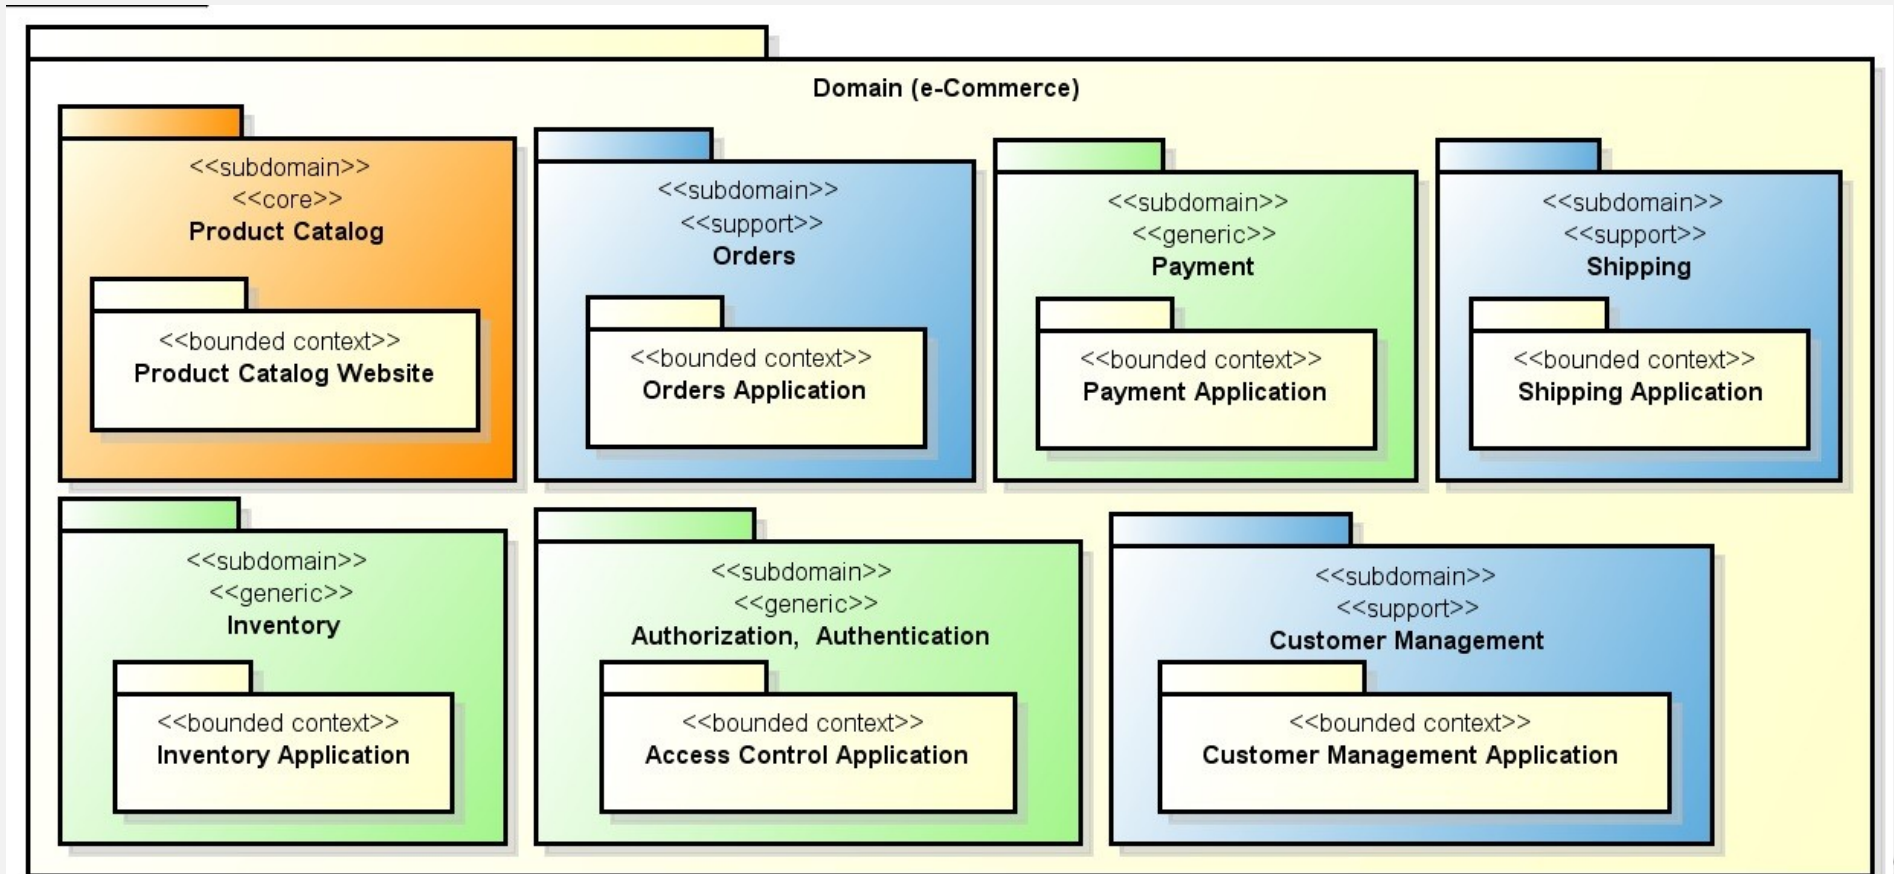 Domain (e-Commerce)
<<subdomain>>
<<core>>
Product Catalog
<<bounded context>>
Product Catalog Website
<<subdomain>>
<<support>>
Orders
<<bounded context>>
Orders Application
<<subdomain>>
<<generic>>
Payment
<<bounded context>>
Payment Application
<<subdomain>>
<<support>>
Shipping
<<bounded context>>
Shipping Application
<<subdomain>>
<<generic>>
Inventory
<<bounded context>>
Inventory Application
<<subdomain>>
<<generic>>
Authorization, Authentication
<<bounded context>>
Access Control Application
<<subdomain>>
<<support>>
Customer Management
<<bounded context>>
Customer Management Application